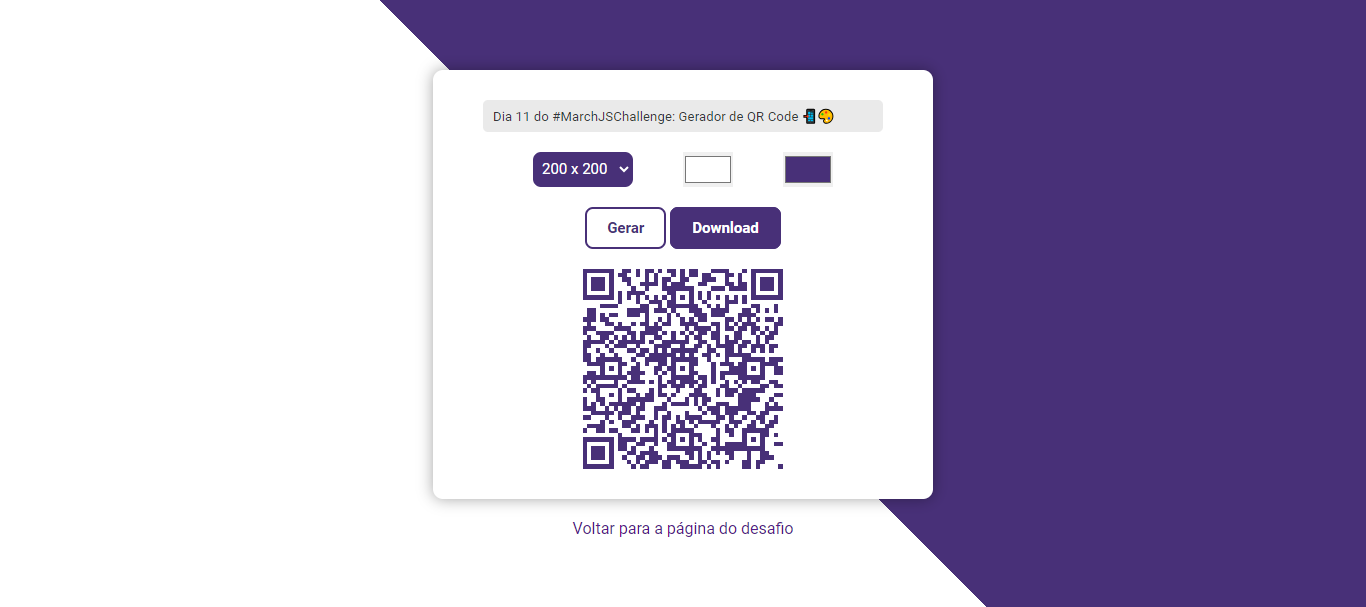 Dia 11 do #MarchJSChallenge: Gerador de QR Code 📲🎨
200 x 200
Gerar
Download
Voltar para a página do desafio